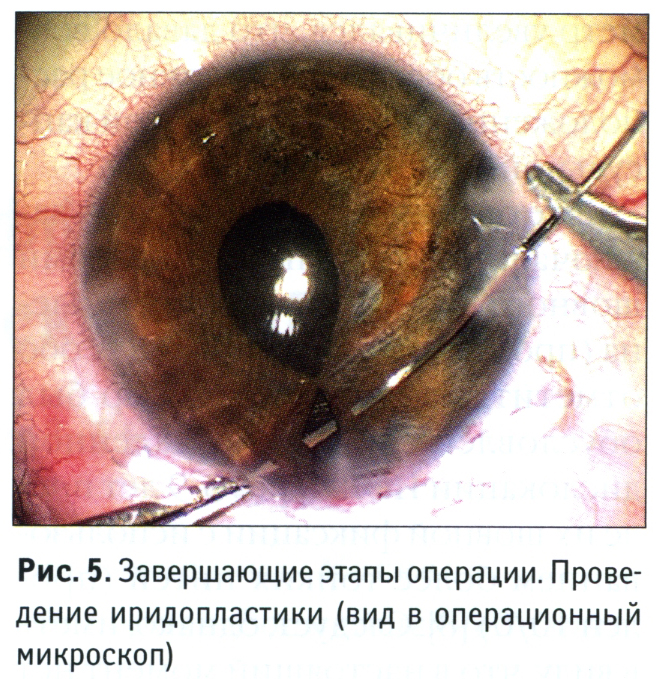 Рис. 5. Завершающие этапы операции. Прове-
дение иридопластики (вид в операционный
микроскоп)